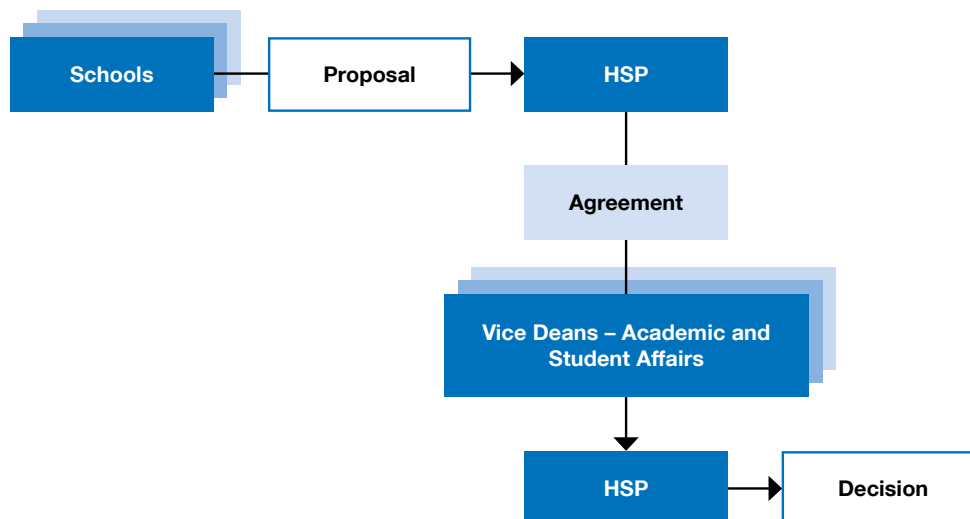 Schools
Proposal
HSP
Agreement
Vice Deans – Academic and
Student Affairs
HSP
Decision